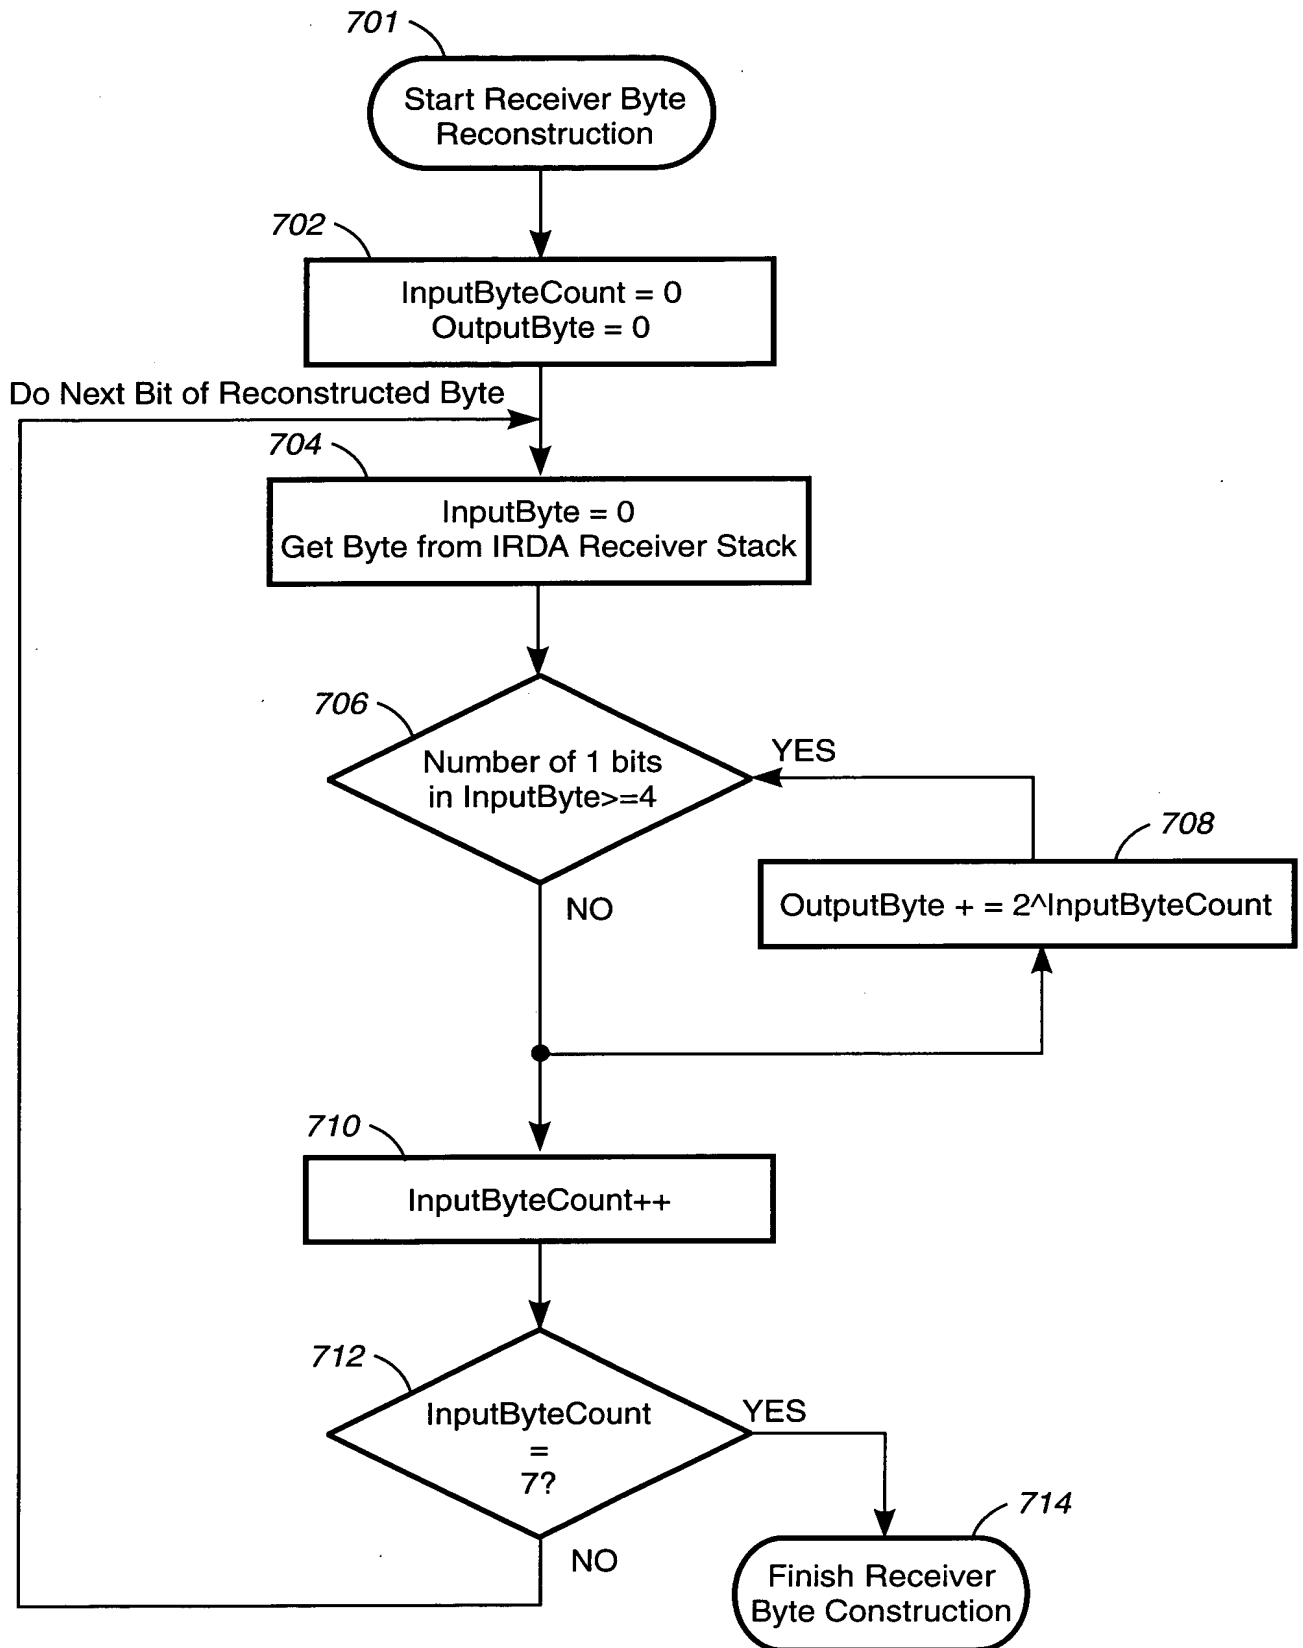 701
Start Receiver Byte
Reconstruction
702
InputByteCount = 0
OutputByte = 0
Do Next Bit of Reconstructed Byte
704
InputByte = 0
Get Byte from IRDA Receiver Stack
706
Number of 1 bits
in InputByte>=4
YES
708
OutputByte + = 2^InputByteCount
NO
710
InputByteCount++
712
InputByteCount
=
7?
YES
NO
714
Finish Receiver
Byte Construction